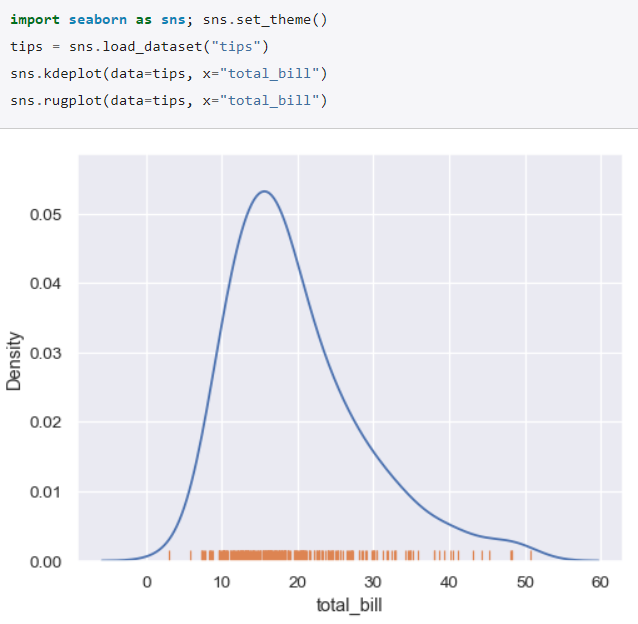 import seaborn as sns; sns.set_theme()
tips = sns.load_dataset("tips")
sns.kdeplot(data=tips, x="total_bill")
sns.rugplot(data=tips, x="total_bill")
0.05
0.04
0.03
0.02
0.01
0.00
Density
0 10 20 30 40 50 60
total_bill